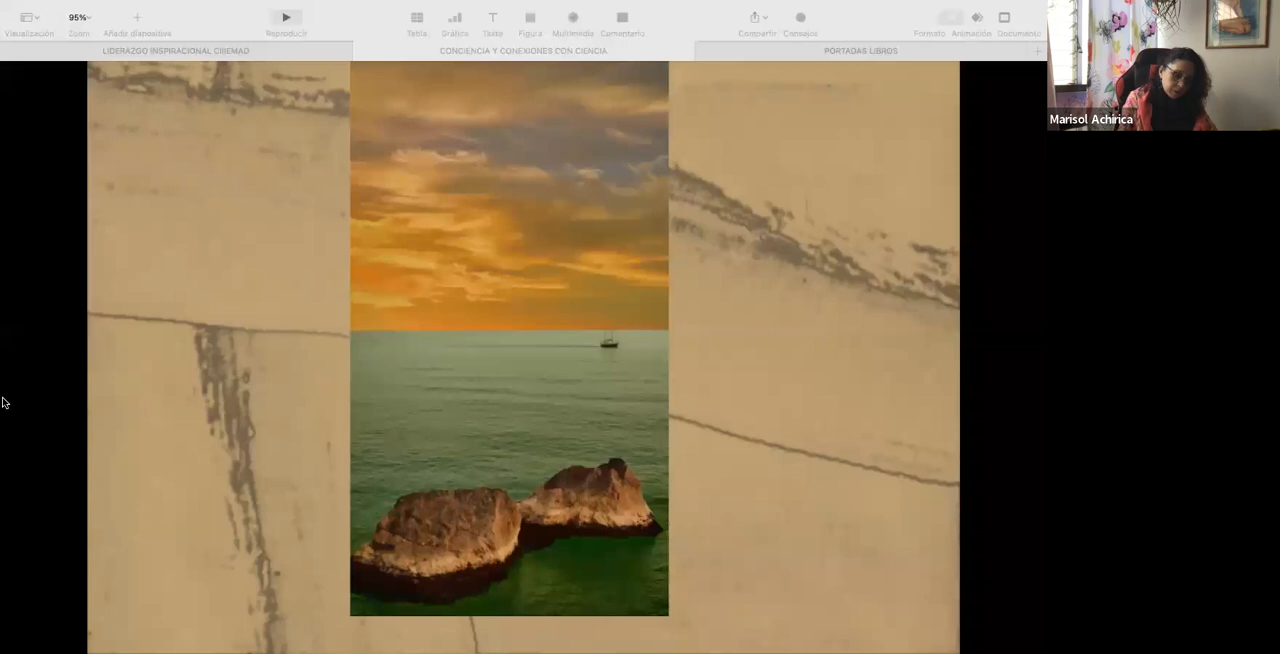 95%
Visualización Zoom Añadir diapositiva Reproducir Tabla Gráfica Texto Figura Multimedia Comentario Compartir Consejos Formato Animación Documento
LIDERAZGO INSPIRACIONAL CRIEMAD CONCIENCIA Y CONEXIONES CON CIENCIA PORTADAS LIBROS
Marisol Achirica